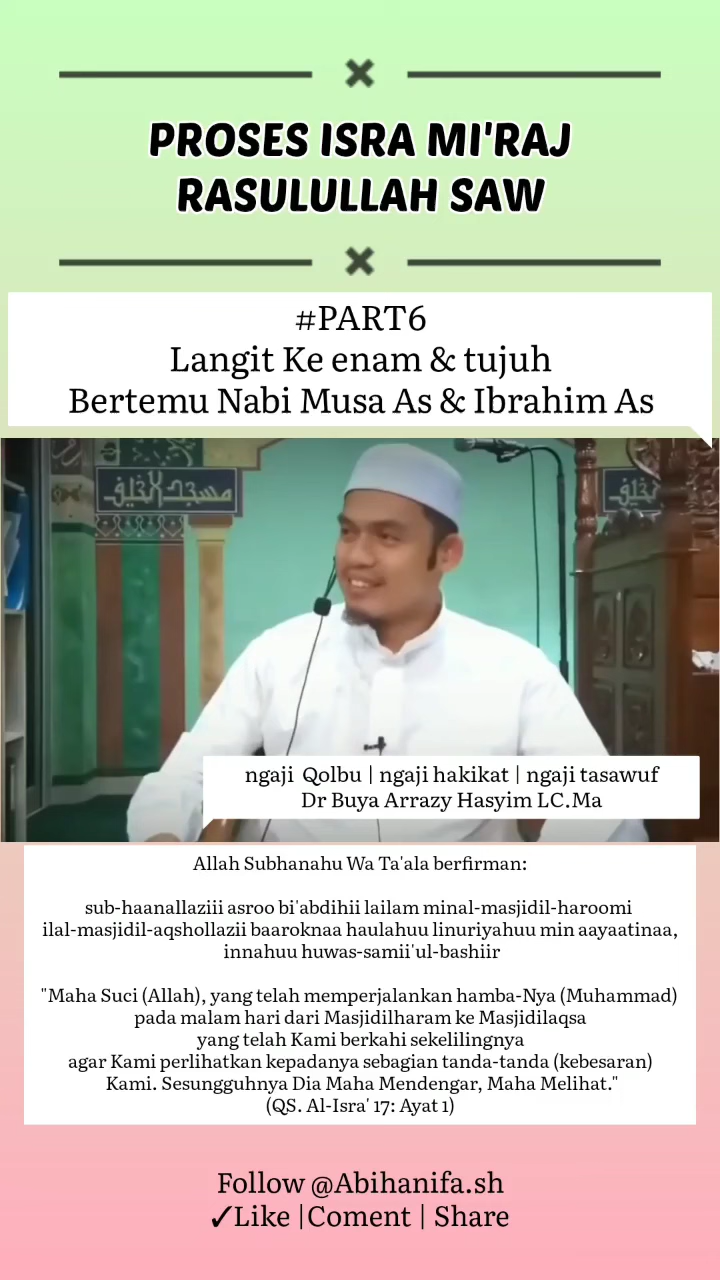 PROSES ISRA MI'RAJ
RASULULLAH SAW
#PART6
Langit Ke enam & tujuh
Bertemu Nabi Musa As & Ibrahim As
ngaji Qolbu | ngaji hakikat | ngaji tasawuf
Dr Buya Arrazy Hasyim LC.Ma
Allah Subhanahu Wa Ta'ala berfirman:
sub-haanallaziii asroo bi'abdihii lailam minal-masjidil-haroomi
ilal-masjidil-aqshollazii baaroknaa haulahuu linuriyahuu min aayaatinaa,
innahuu huwas-samii'ul-bashiir
"Maha Suci (Allah), yang telah memperjalankan hamba-Nya (Muhammad)
pada malam hari dari Masjidilharam ke Masjidilaqsa
yang telah Kami berkahi sekelilingnya
agar Kami perlihatkan kepadanya sebagian tanda-tanda (kebesaran)
Kami. Sesungguhnya Dia Maha Mendengar, Maha Melihat."
(QS. Al-Isra' 17: Ayat 1)
Follow @Abihanifa.sh
✓Like |Coment | Share